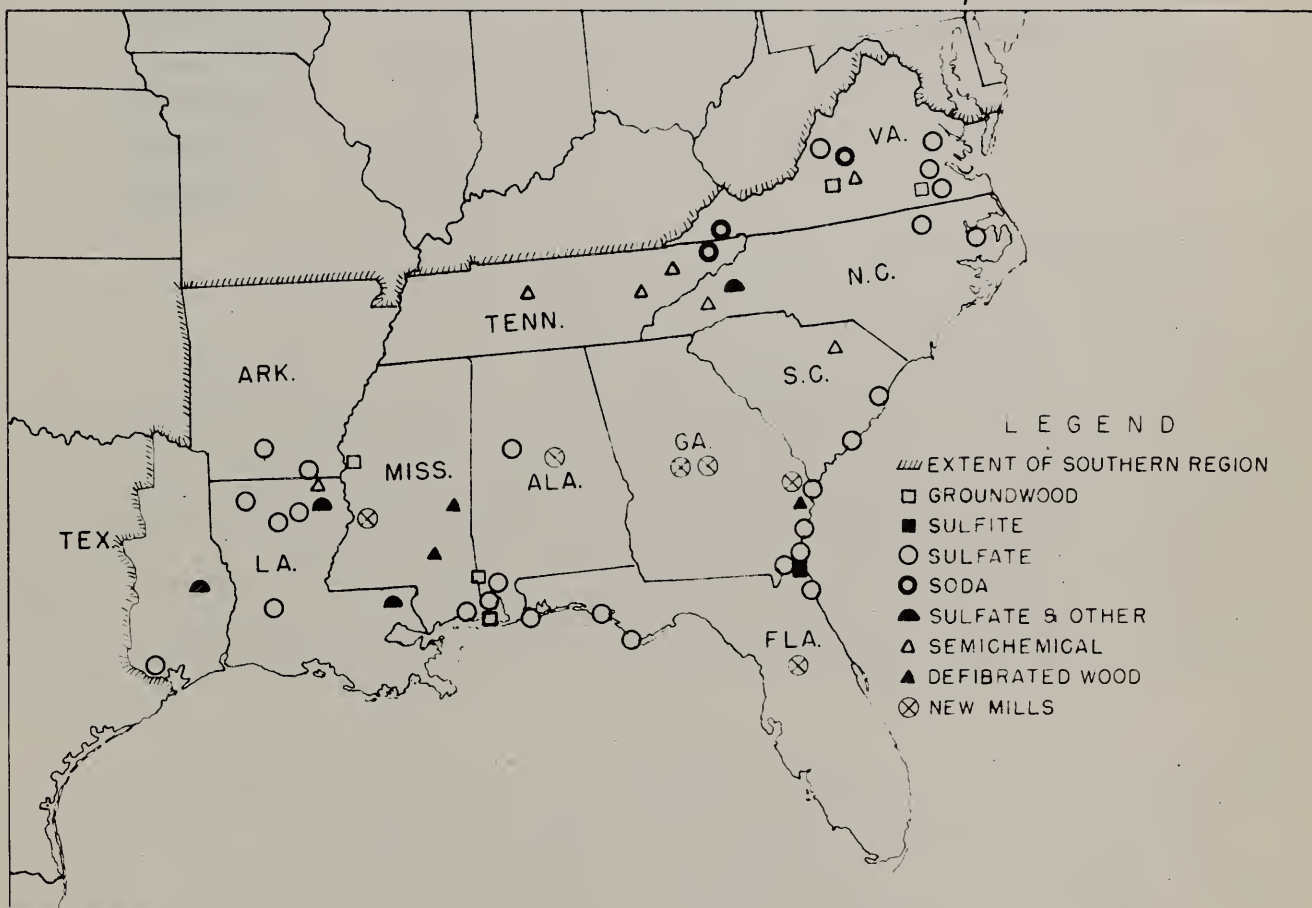 VA.
N.C.
TENN.
ARK.
S.C.
MISS.
ALA.
GA.
TEX.
LA.
FLA.
LEGEND
EXTENT OF SOUTHERN REGION
GROUNDWOOD
SULFITE
SULFATE
SODA
SULFATE & OTHER
SEMICHEMICAL
DEFIBRATED WOOD
NEW MILLS